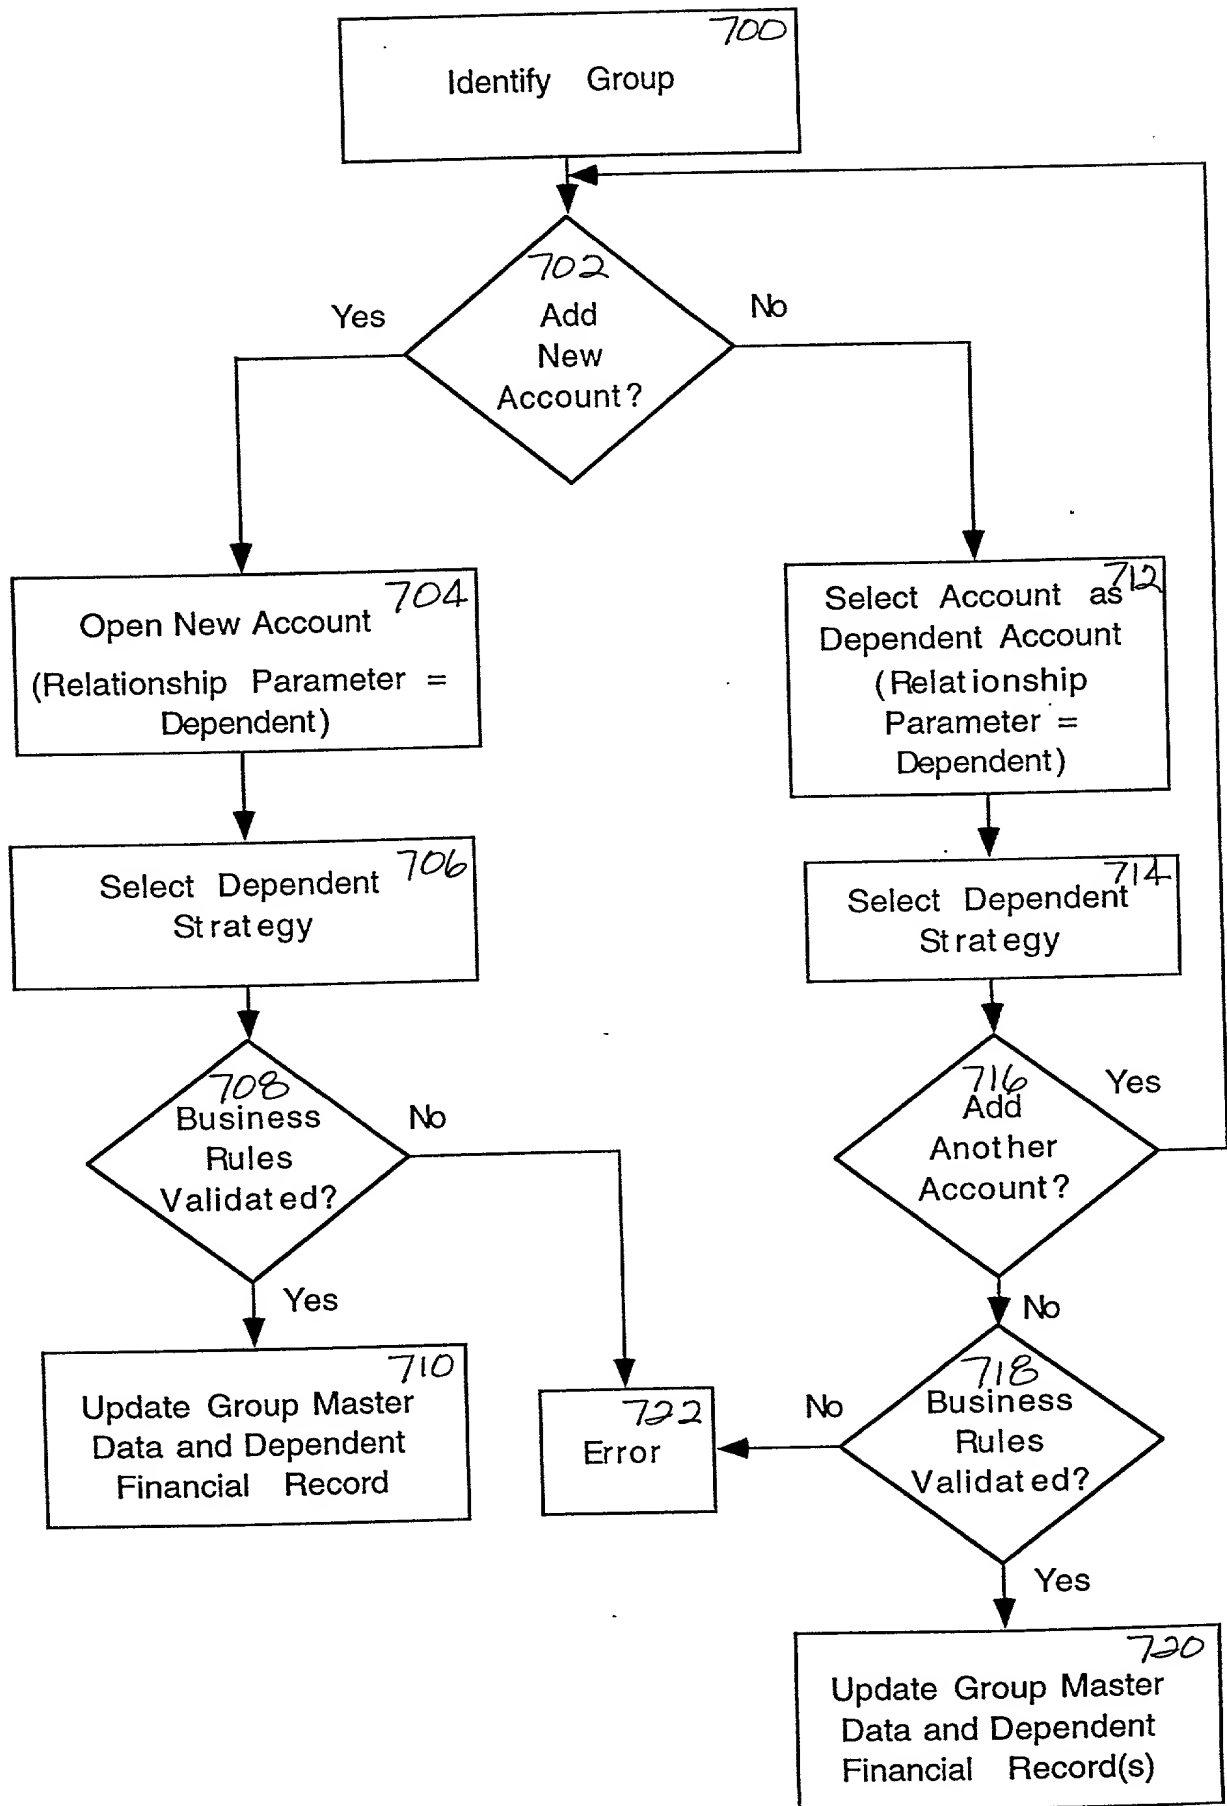 700
Identify Group
702
Add
New
Account?
Yes
No
704
Open New Account
(Relationship Parameter =
Dependent)
712
Select Account as
Dependent Account
(Relationship
Parameter =
Dependent)
706
Select Dependent
Strategy
714
Select Dependent
Strategy
708
Business
Rules
Validated?
No
Yes
716
Add
Another
Account?
Yes
No
710
Update Group Master
Data and Dependent
Financial Record
722
Error
718
Business
Rules
Validated?
No
Yes
720
Update Group Master
Data and Dependent
Financial Record(s)